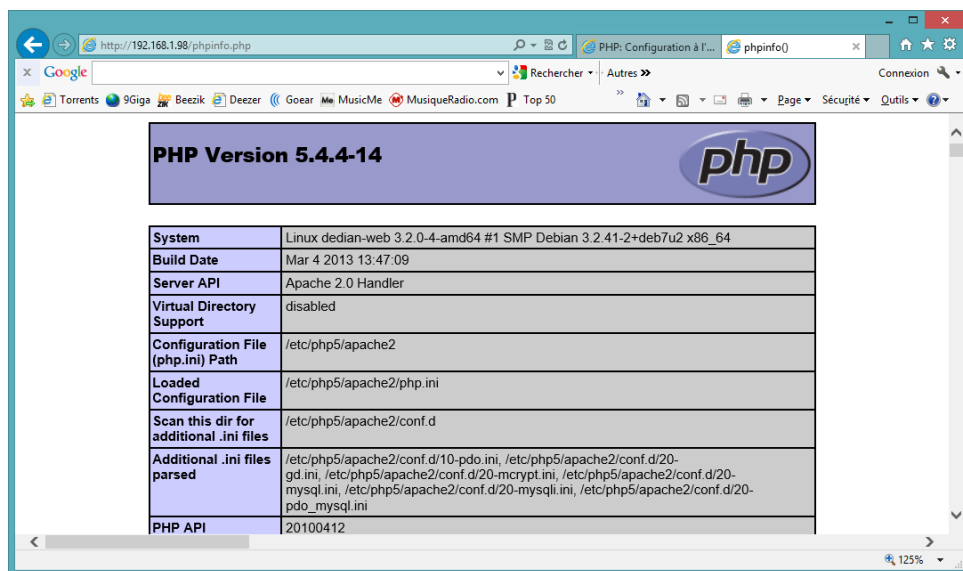 http://192.168.1.98/phpinfo.php PHP: Configuration à l'... phpinfo()
x Google Rechercher Autres >> Connexion
Torrents 9Giga Beezik Deezer Goear Me MusicMe MusiqueRadio.com P Top 50 >> Page Sécurité Outils
PHP Version 5.4.4-14
php
System Linux dedian-web 3.2.0-4-amd64 #1 SMP Debian 3.2.41-2+deb7u2 x86_64
Build Date Mar 4 2013 13:47:09
Server API Apache 2.0 Handler
Virtual Directory disabled
Support
Configuration File /etc/php5/apache2
(php.ini) Path
Loaded /etc/php5/apache2/php.ini
Configuration File
Scan this dir for /etc/php5/apache2/conf.d
additional .ini files
Additional .ini files /etc/php5/apache2/conf.d/10-pdo.ini, /etc/php5/apache2/conf.d/20-
parsed gd.ini, /etc/php5/apache2/conf.d/20-mcrypt.ini, /etc/php5/apache2/conf.d/20-
mysql.ini, /etc/php5/apache2/conf.d/20-mysqli.ini, /etc/php5/apache2/conf.d/20-
pdo_mysql.ini
PHP API 20100412
125%